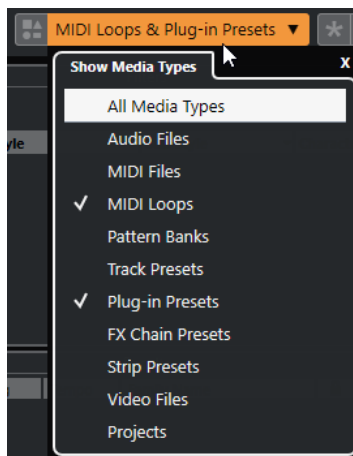 MIDI Loops & Plug-in Presets
Show Media Types
X
All Media Types
Audio Files
yle
MIDI Files
MIDI Loops
Pattern Banks
Track Presets
Plug-in Presets
FX Chain Presets
Strip Presets
Video Files
Projects